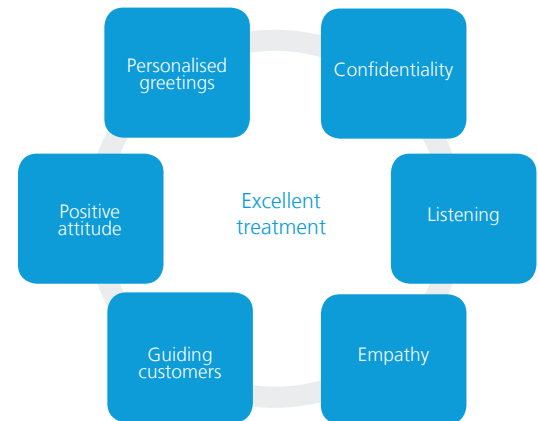 Personalised
greetings
Confidentiality
Positive
attitude
Excellent
treatment
Listening
Guiding
customers
Empathy